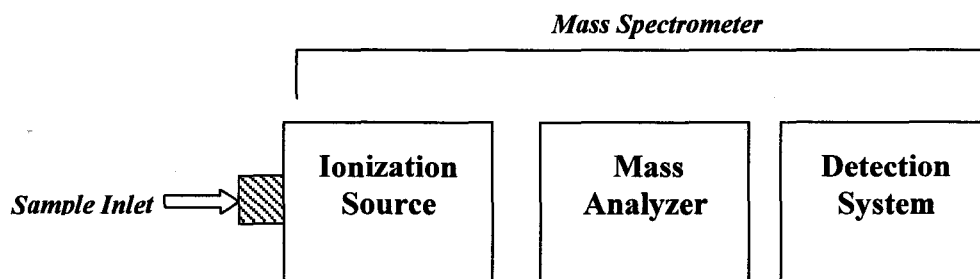 Mass Spectrometer
Ionization
Source
Mass
Analyzer
Detection
System
Sample Inlet